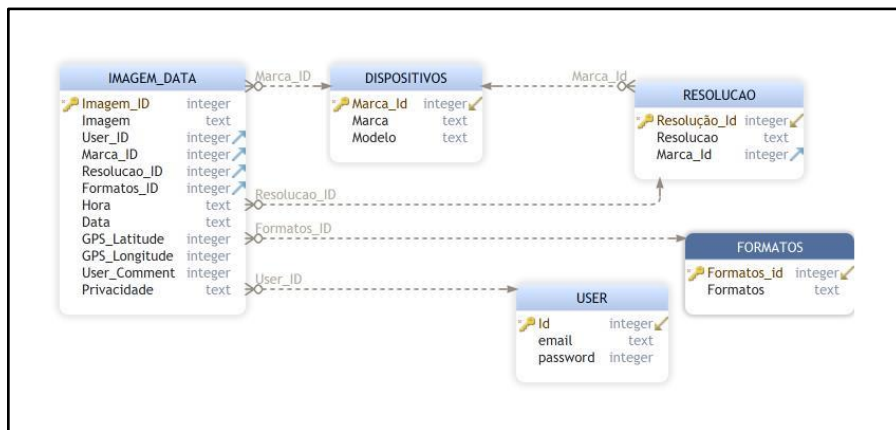 IMAGEM_DATA
Imagem_ID integer
Imagem text
User_ID integer
Marca_ID integer
Resolucao_ID integer
Formatos_ID integer
Hora text
Data text
GPS_Latitude integer
GPS_Longitude integer
User_Comment integer
Privacidade text
Marca_ID
DISPOSITIVOS
Marca_Id integer
Marca text
Modelo text
Marca_Id
RESOLUCAO
Resolução_Id integer
Resolucao text
Marca_Id integer
Resolucao_ID
Formatos_ID
FORMATOS
Formatos_id integer
Formatos text
User_ID
USER
Id integer
email text
password integer